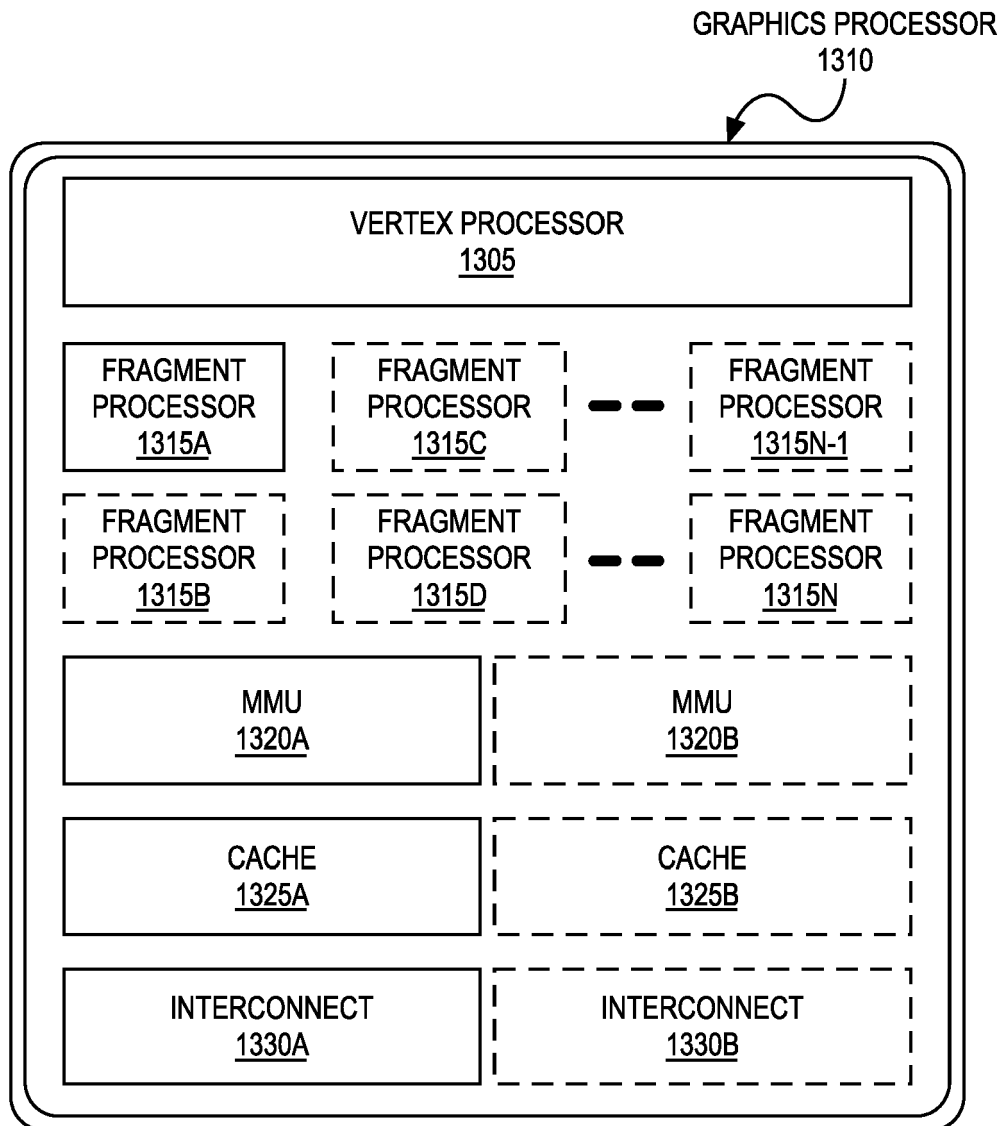 GRAPHICS PROCESSOR
1310
VERTEX PROCESSOR
1305
FRAGMENT
PROCESSOR
1315A
FRAGMENT
PROCESSOR
1315C
FRAGMENT
PROCESSOR
1315N-1
FRAGMENT
PROCESSOR
1315B
FRAGMENT
PROCESSOR
1315D
FRAGMENT
PROCESSOR
1315N
MMU
1320A
MMU
1320B
CACHE
1325A
CACHE
1325B
INTERCONNECT
1330A
INTERCONNECT
1330B